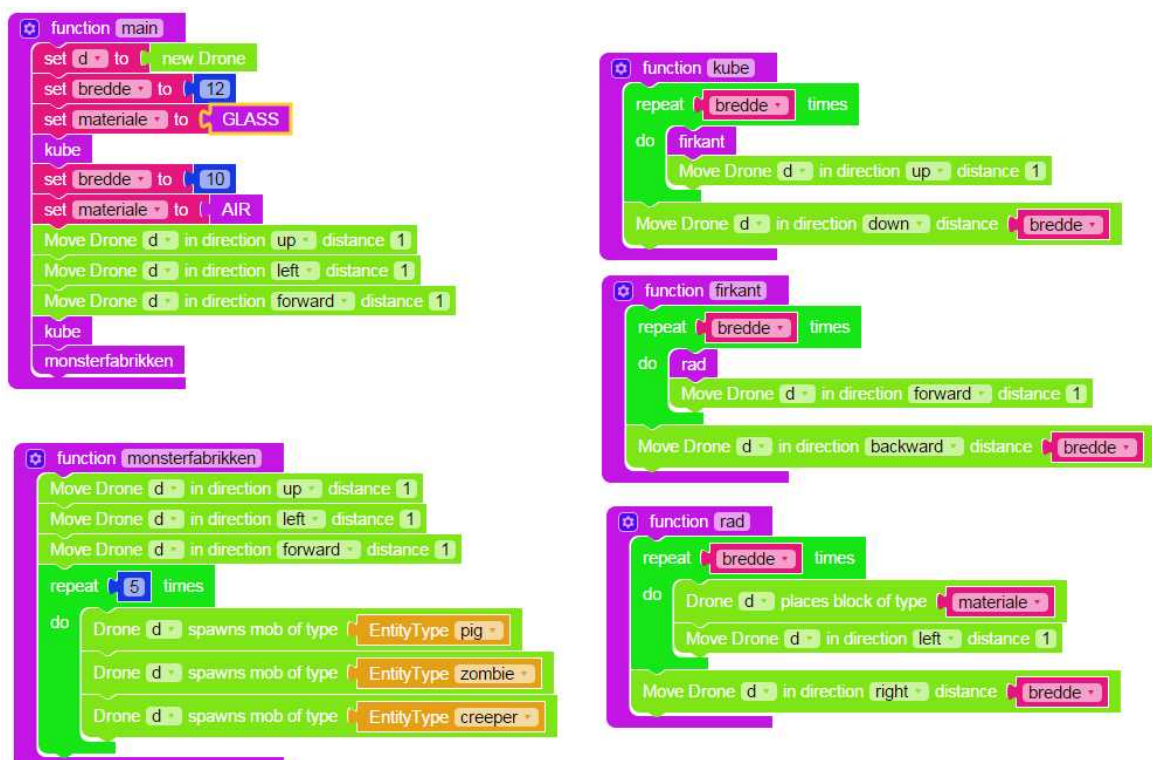 function main
set d to new Drone
set bredde to 12
set materiale to GLASS
kube
set bredde to 10
set materiale to AIR
Move Drone d in direction up distance 1
Move Drone d in direction left distance 1
Move Drone d in direction forward distance 1
kube
monsterfabrikken
function monsterfabrikken
Move Drone d in direction up distance 1
Move Drone d in direction left distance 1
Move Drone d in direction forward distance 1
repeat 5 times
do Drone d spawns mob of type EntityType pig
Drone d spawns mob of type EntityType zombie
Drone d spawns mob of type EntityType creeper
function kube
repeat bredde times
do firkant
Move Drone d in direction up distance 1
Move Drone d in direction down distance bredde
function firkant
repeat bredde times
do rad
Move Drone d in direction forward distance 1
Move Drone d in direction backward distance bredde
function rad
repeat bredde times
do Drone d places block of type materiale
Move Drone d in direction left distance 1
Move Drone d in direction right distance bredde